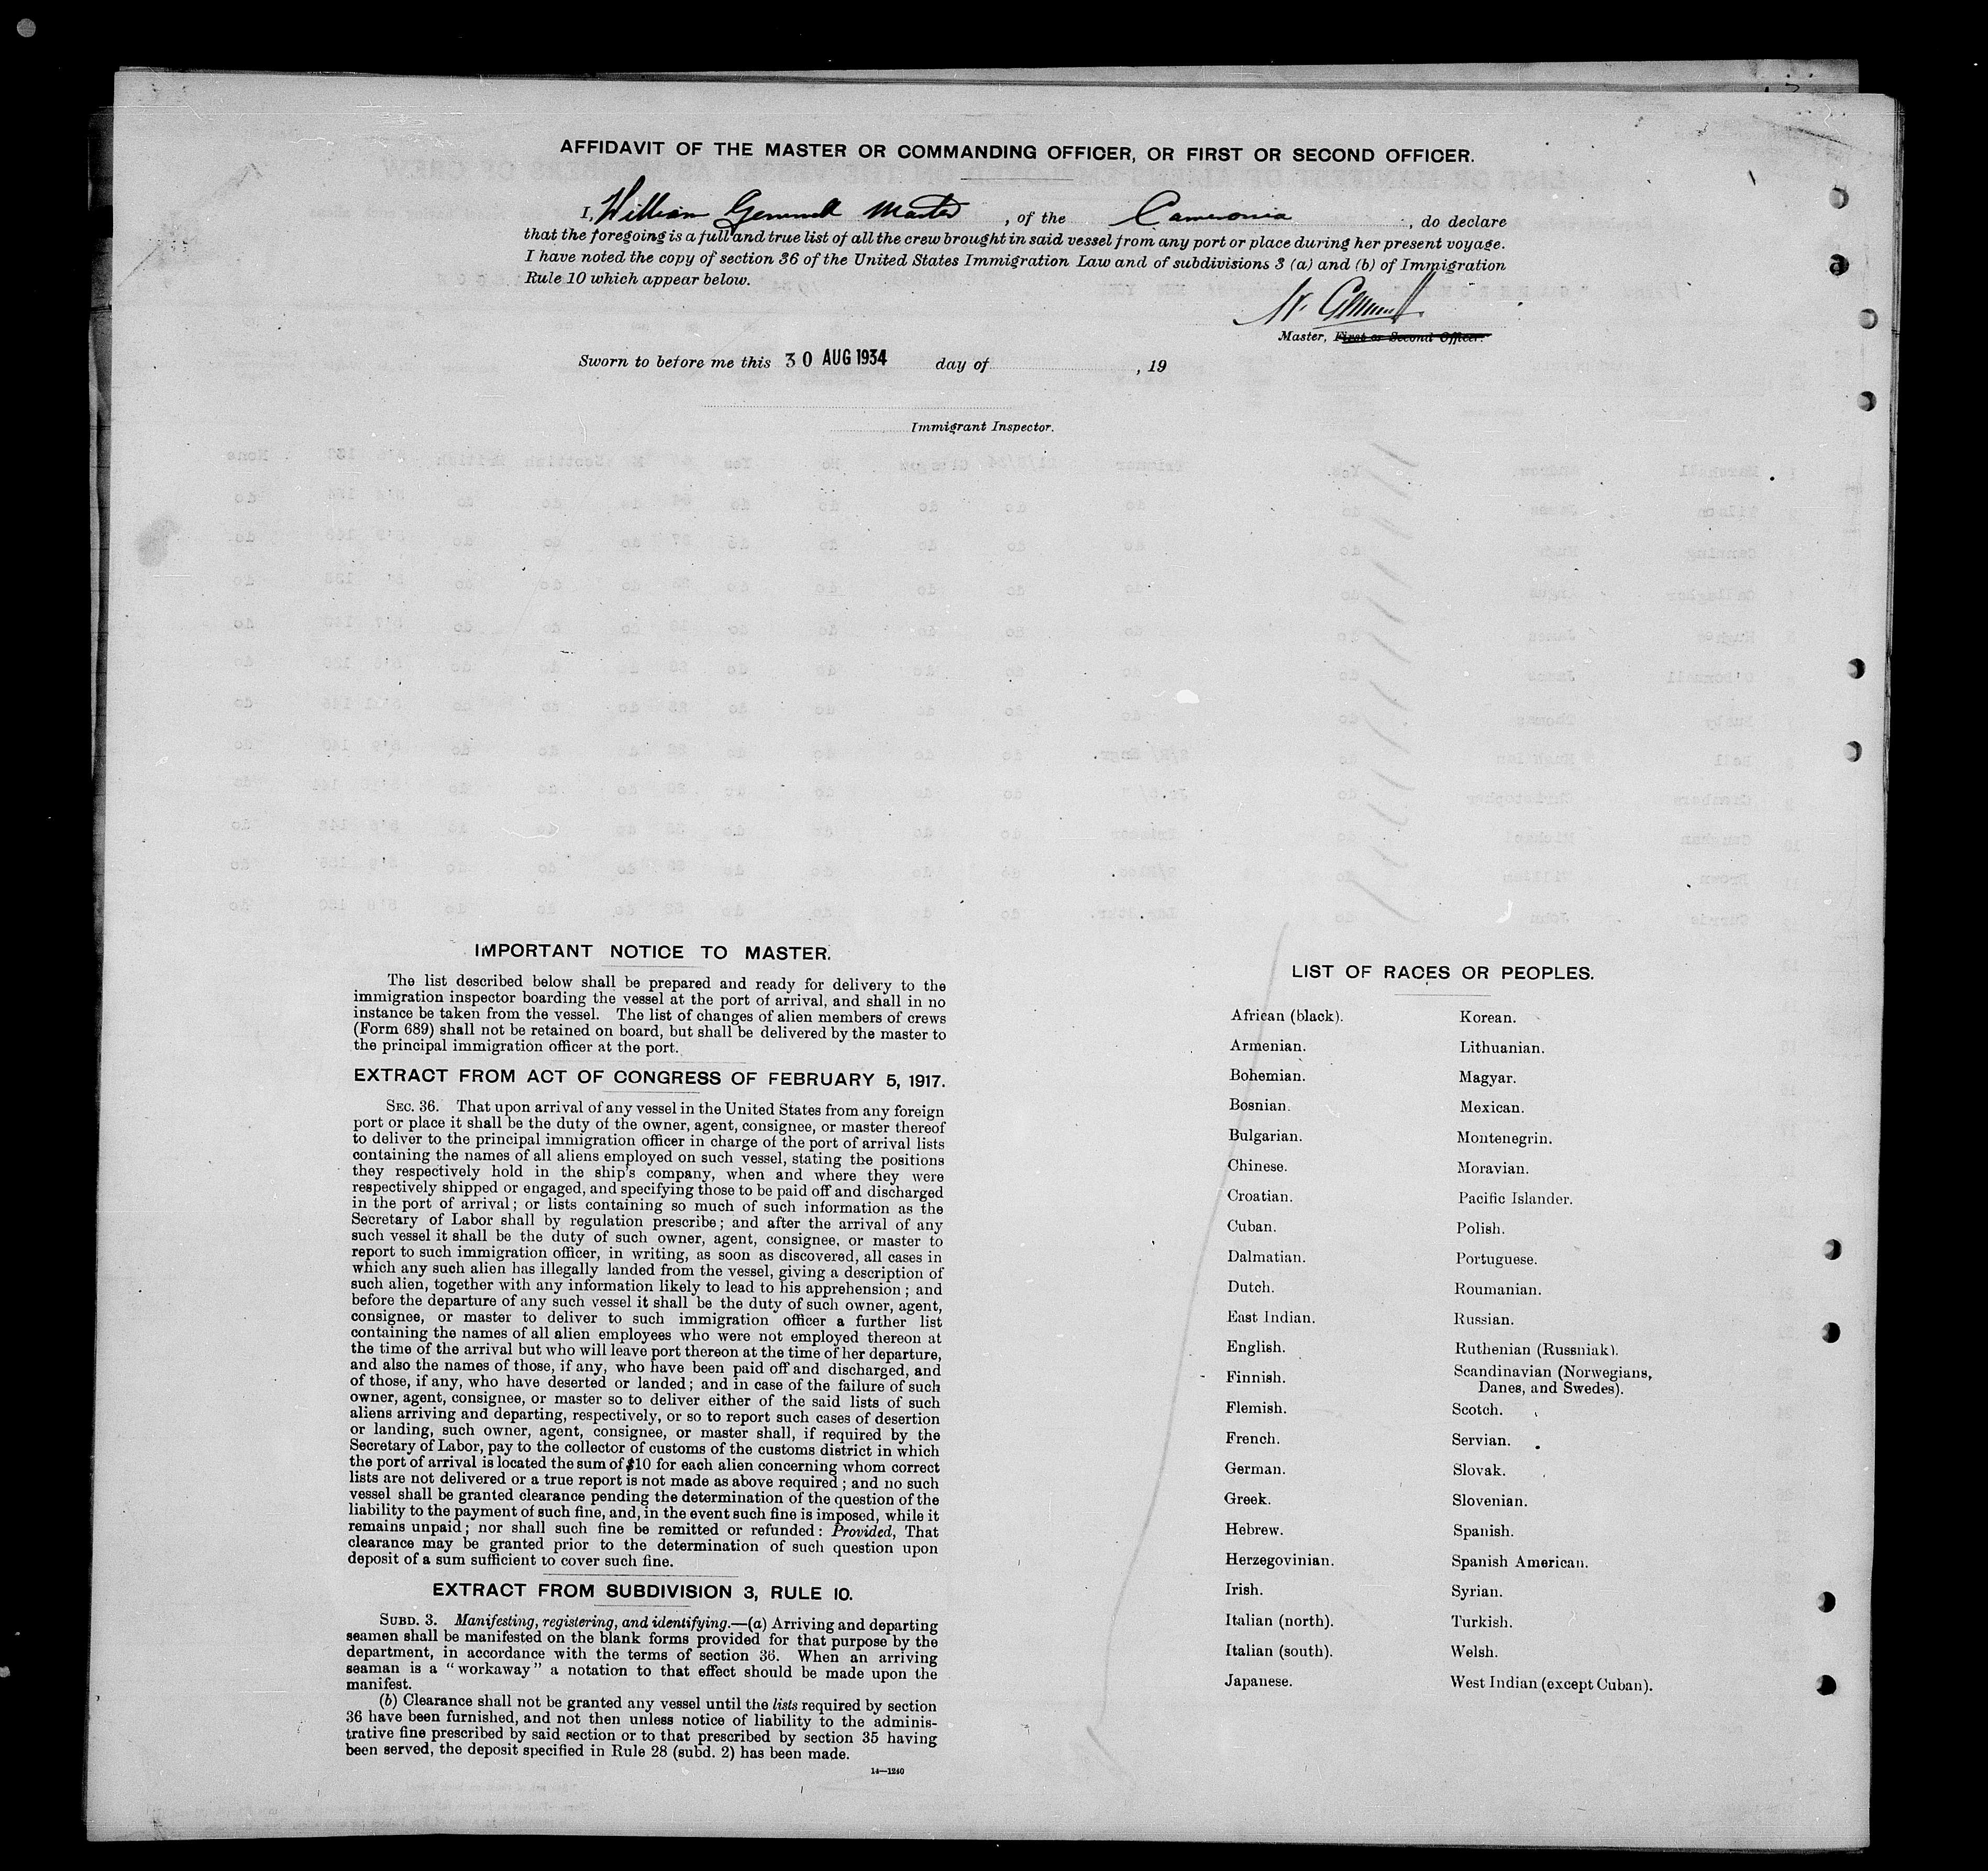 AFFIDAVIT OF THE MASTER OR COMMANDING OFFICER, OR FIRST OR SECOND OFFICER.
I, William Gemmell Master, of the Cameronia, do declare
that the foregoing is a full and true list of all the crew brought in said vessel from any port or place during her present voyage.
I have noted the copy of section 36 of the United States Immigration Law and of subdivisions 3 (a) and (b) of Immigration
Rule 10 which appear below.
W. Gemmell
Master, First or Second Officer.
Sworn to before me this 30 AUG 1934 day of , 19
Immigrant Inspector.
IMPORTANT NOTICE TO MASTER.
The list described below shall be prepared and ready for delivery to the
immigration inspector boarding the vessel at the port of arrival, and shall in no
instance be taken from the vessel. The list of changes of alien members of crews
(Form 689) shall not be retained on board, but shall be delivered by the master to
the principal immigration officer at the port.
EXTRACT FROM ACT OF CONGRESS OF FEBRUARY 5, 1917.
SEC. 36. That upon arrival of any vessel in the United States from any foreign
port or place it shall be the duty of the owner, agent, consignee, or master thereof
to deliver to the principal immigration officer in charge of the port of arrival lists
containing the names of all aliens employed on such vessel, stating the positions
they respectively hold in the ship's company, when and where they were
respectively shipped or engaged, and specifying those to be paid off and discharged
in the port of arrival; or lists containing so much of such information as the
Secretary of Labor shall by regulation prescribe; and after the arrival of any
such vessel it shall be the duty of such owner, agent, consignee, or master to
report to such immigration officer, in writing, as soon as discovered, all cases in
which any such alien has illegally landed from the vessel, giving a description of
such alien, together with any information likely to lead to his apprehension; and
before the departure of any such vessel it shall be the duty of such owner, agent,
consignee, or master to deliver to such immigration officer a further list
containing the names of all alien employees who were not employed thereon at
the time of the arrival but who will leave port thereon at the time of her departure,
and also the names of those, if any, who have been paid off and discharged, and
of those, if any, who have deserted or landed; and in case of the failure of such
owner, agent, consignee, or master so to deliver either of the said lists of such
aliens arriving and departing, respectively, or so to report such cases of desertion
or landing, such owner, agent, consignee, or master shall, if required by the
Secretary of Labor, pay to the collector of customs of the customs district in which
the port of arrival is located the sum of $10 for each alien concerning whom correct
lists are not delivered or a true report is not made as above required; and no such
vessel shall be granted clearance pending the determination of the question of the
liability to the payment of such fine, and, in the event such fine is imposed, while it
remains unpaid; nor shall such fine be remitted or refunded: Provided, That
clearance may be granted prior to the determination of such question upon
deposit of a sum sufficient to cover such fine.
EXTRACT FROM SUBDIVISION 3, RULE 10.
SUBD. 3. Manifesting, registering, and identifying.—(a) Arriving and departing
seamen shall be manifested on the blank forms provided for that purpose by the
department, in accordance with the terms of section 36. When an arriving
seaman is a "workaway" a notation to that effect should be made upon the
manifest.
(b) Clearance shall not be granted any vessel until the lists required by section
36 have been furnished, and not then unless notice of liability to the adminis-
trative fine prescribed by said section or to that prescribed by section 35 having
been served, the deposit specified in Rule 28 (subd. 2) has been made.
14—1240
LIST OF RACES OR PEOPLES.
African (black).
Armenian.
Bohemian.
Bosnian.
Bulgarian.
Chinese.
Croatian.
Cuban.
Dalmatian.
Dutch.
East Indian.
English.
Finnish.
Flemish.
French.
German.
Greek.
Hebrew.
Herzegovinian.
Irish.
Italian (north).
Italian (south).
Japanese.
Korean.
Lithuanian.
Magyar.
Mexican.
Montenegrin.
Moravian.
Pacific Islander.
Polish.
Portuguese.
Roumanian.
Russian.
Ruthenian (Russniak).
Scandinavian (Norwegians,
Danes, and Swedes).
Scotch.
Servian.
Slovak.
Slovenian.
Spanish.
Spanish American.
Syrian.
Turkish.
Welsh.
West Indian (except Cuban).